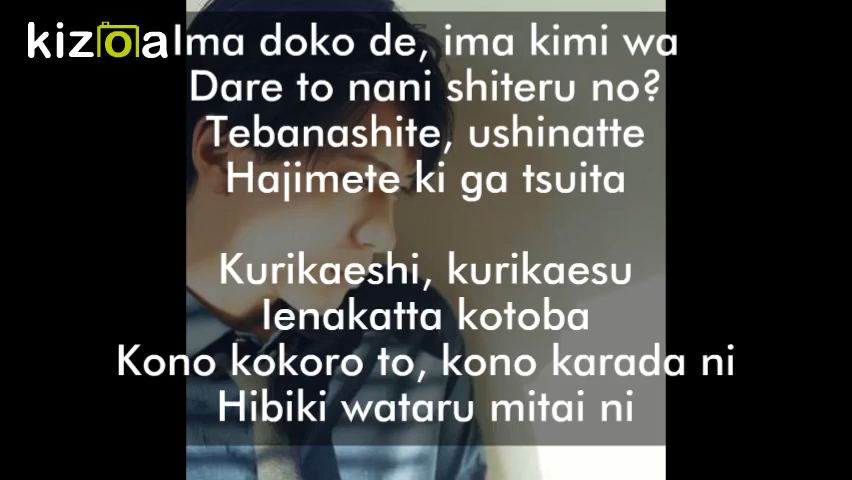 kizoa
Ima doko de, ima kimi wa
Dare to nani shiteru no?
Tebanashite, ushinatte
Hajimete ki ga tsuita
Kurikaeshi, kurikaesu
Ienakatta kotoba
Kono kokoro to, kono karada ni
Hibiki wataru mitai ni